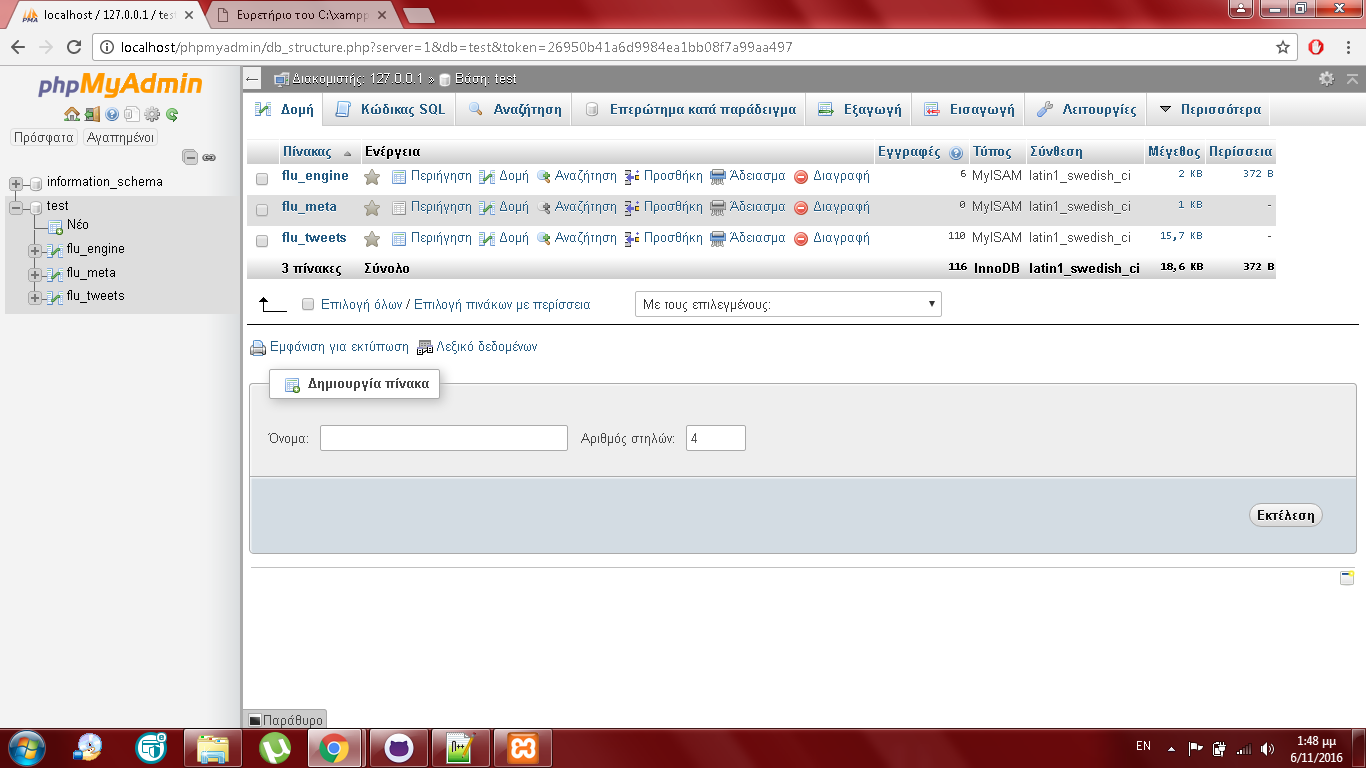 localhost / 127.0.0.1 / test
Ευρετήριο του C:\xampp
localhost/phpmyadmin/db_structure.php?server=1&db=test&token=26950b41a6d9984ea1bb08f7a99aa497
phpMyAdmin
Πρόσφατα Αγαπημένοι
information_schema
test
Νέο
flu_engine
flu_meta
flu_tweets
Διακομιστής: 127.0.0.1 » Βάση: test
Δομή Κώδικας SQL Αναζήτηση Επερώτημα κατά παράδειγμα Εξαγωγή Εισαγωγή Λειτουργίες Περισσότερα
Πίνακας Ενέργεια Εγγραφές Τύπος Σύνθεση Μέγεθος Περίσσεια
flu_engine Περιήγηση Δομή Αναζήτηση Προσθήκη Άδειασμα Διαγραφή 6 MyISAM latin1_swedish_ci 2 KB 372 B
flu_meta Περιήγηση Δομή Αναζήτηση Προσθήκη Άδειασμα Διαγραφή 0 MyISAM latin1_swedish_ci 1 KB -
flu_tweets Περιήγηση Δομή Αναζήτηση Προσθήκη Άδειασμα Διαγραφή 110 MyISAM latin1_swedish_ci 15,7 KB -
3 πίνακες Σύνολο 116 InnoDB latin1_swedish_ci 18,6 KB 372 B
Επιλογή όλων / Επιλογή πινάκων με περίσσεια Με τους επιλεγμένους:
Εμφάνιση για εκτύπωση Λεξικό δεδομένων
Δημιουργία πίνακα
Όνομα: Αριθμός στηλών: 4
Εκτέλεση
Παράθυρο
EN 1:48 μμ
6/11/2016